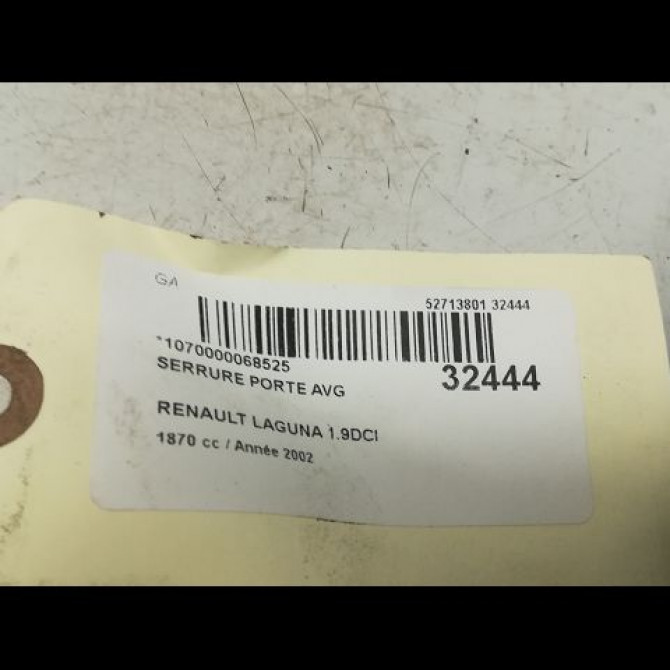 GA
52713801 32444
*1070000068525
32444
SERRURE PORTE AVG
RENAULT LAGUNA 1.9DCI
1870 cc / Année 2002